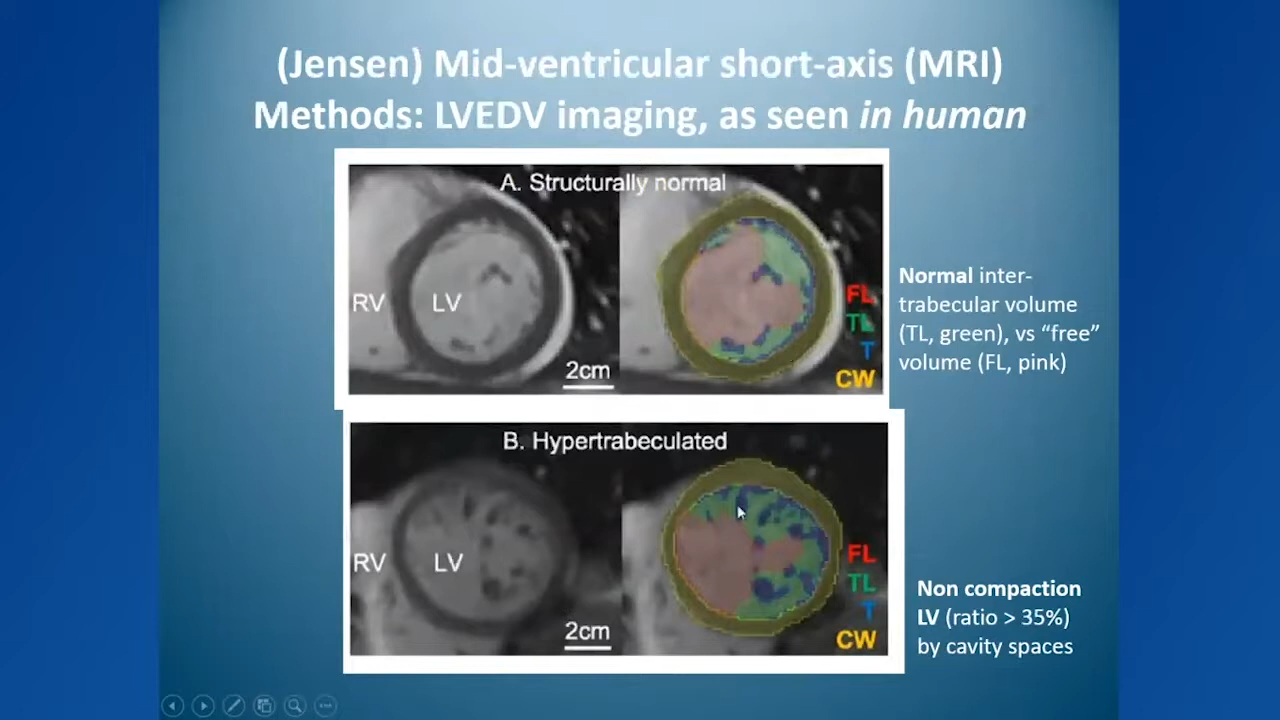 (Jensen) Mid-ventricular short-axis (MRI)
Methods: LVEDV imaging, as seen in human
A. Structurally normal
RV
LV
2cm
FL
TL
T
CW
Normal inter-
trabecular volume
(TL, green), vs “free”
volume (FL, pink)
B. Hypertrabeculated
RV
LV
2cm
FL
TL
T
CW
Non compaction
LV (ratio > 35%)
by cavity spaces